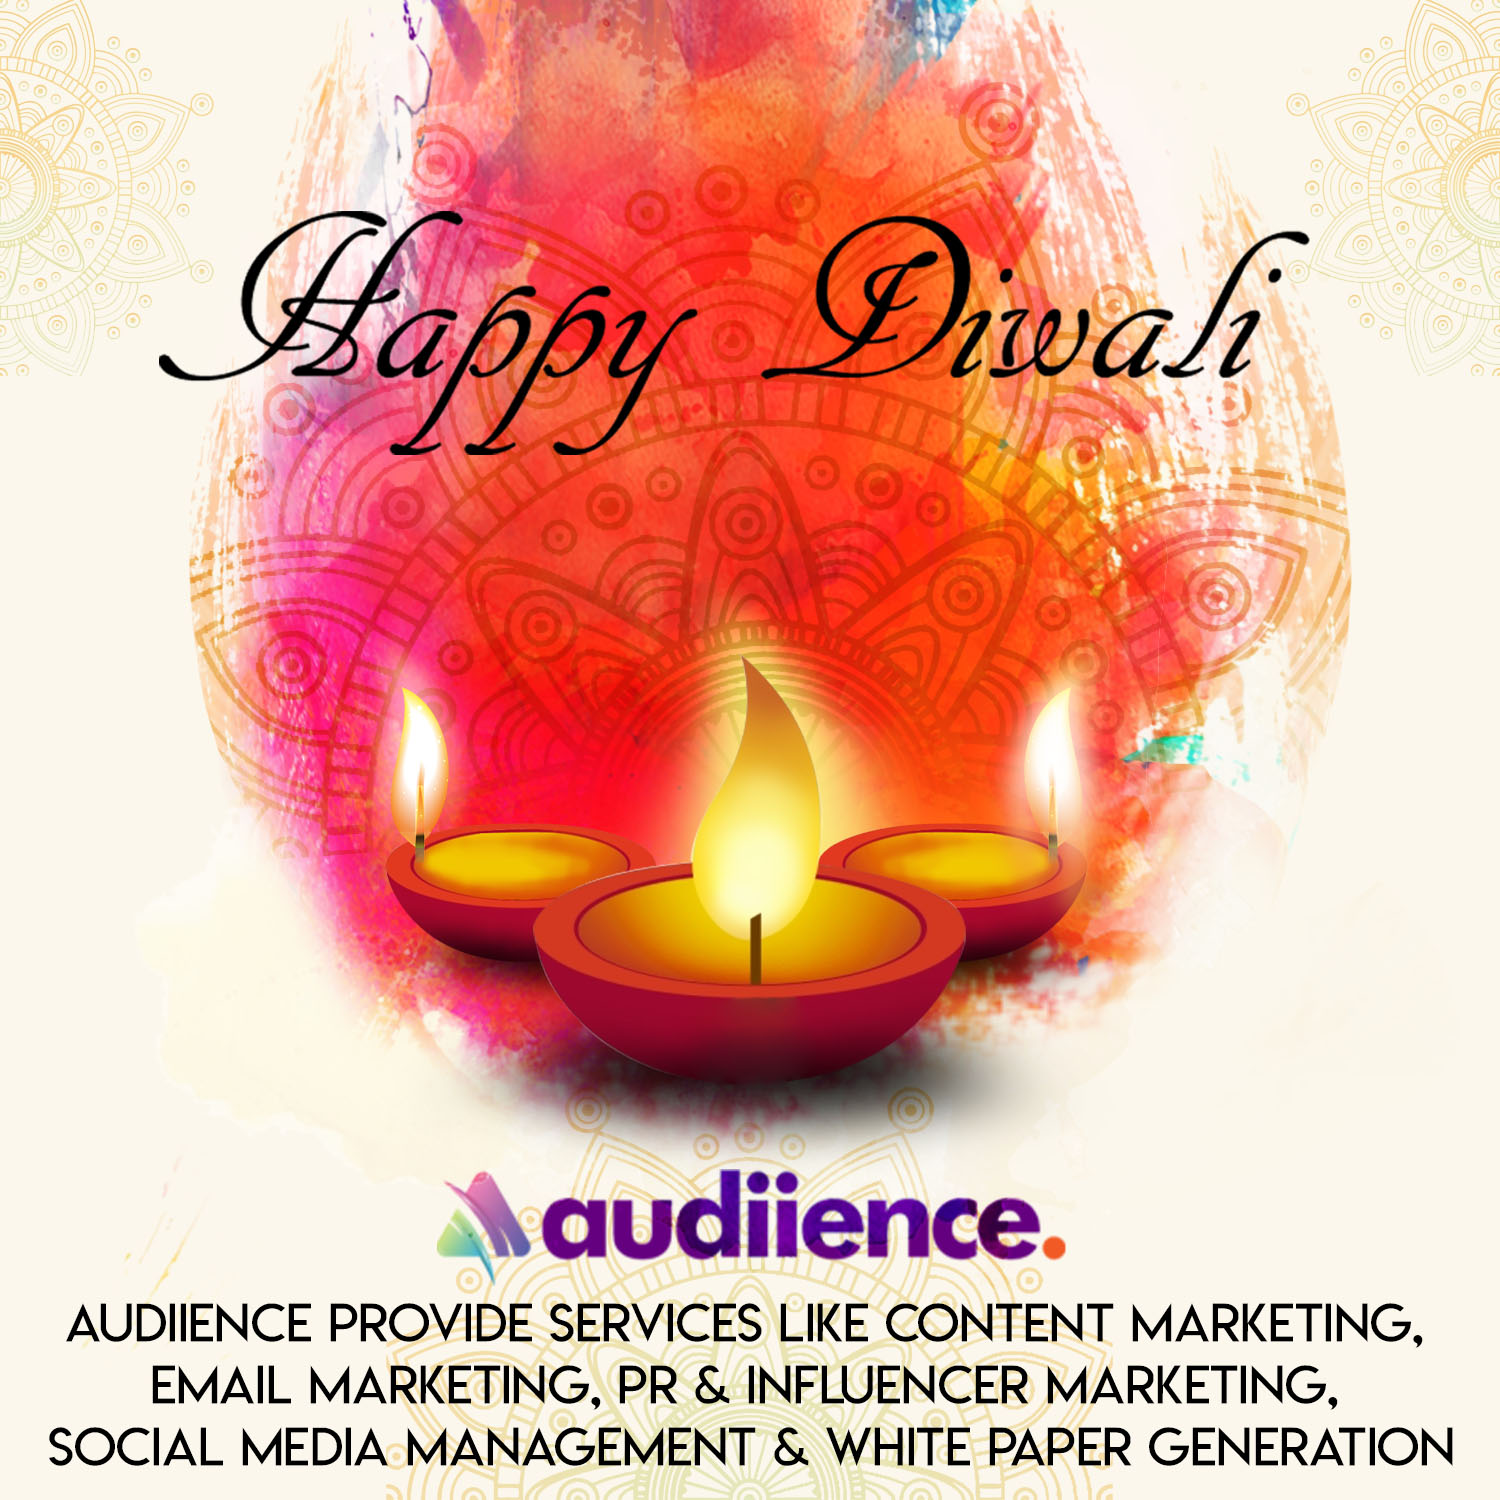 Happy Diwali
audiience.
AUDIIENCE PROVIDE SERVICES LIKE CONTENT MARKETING,
EMAIL MARKETING, PR & INFLUENCER MARKETING,
SOCIAL MEDIA MANAGEMENT & WHITE PAPER GENERATION